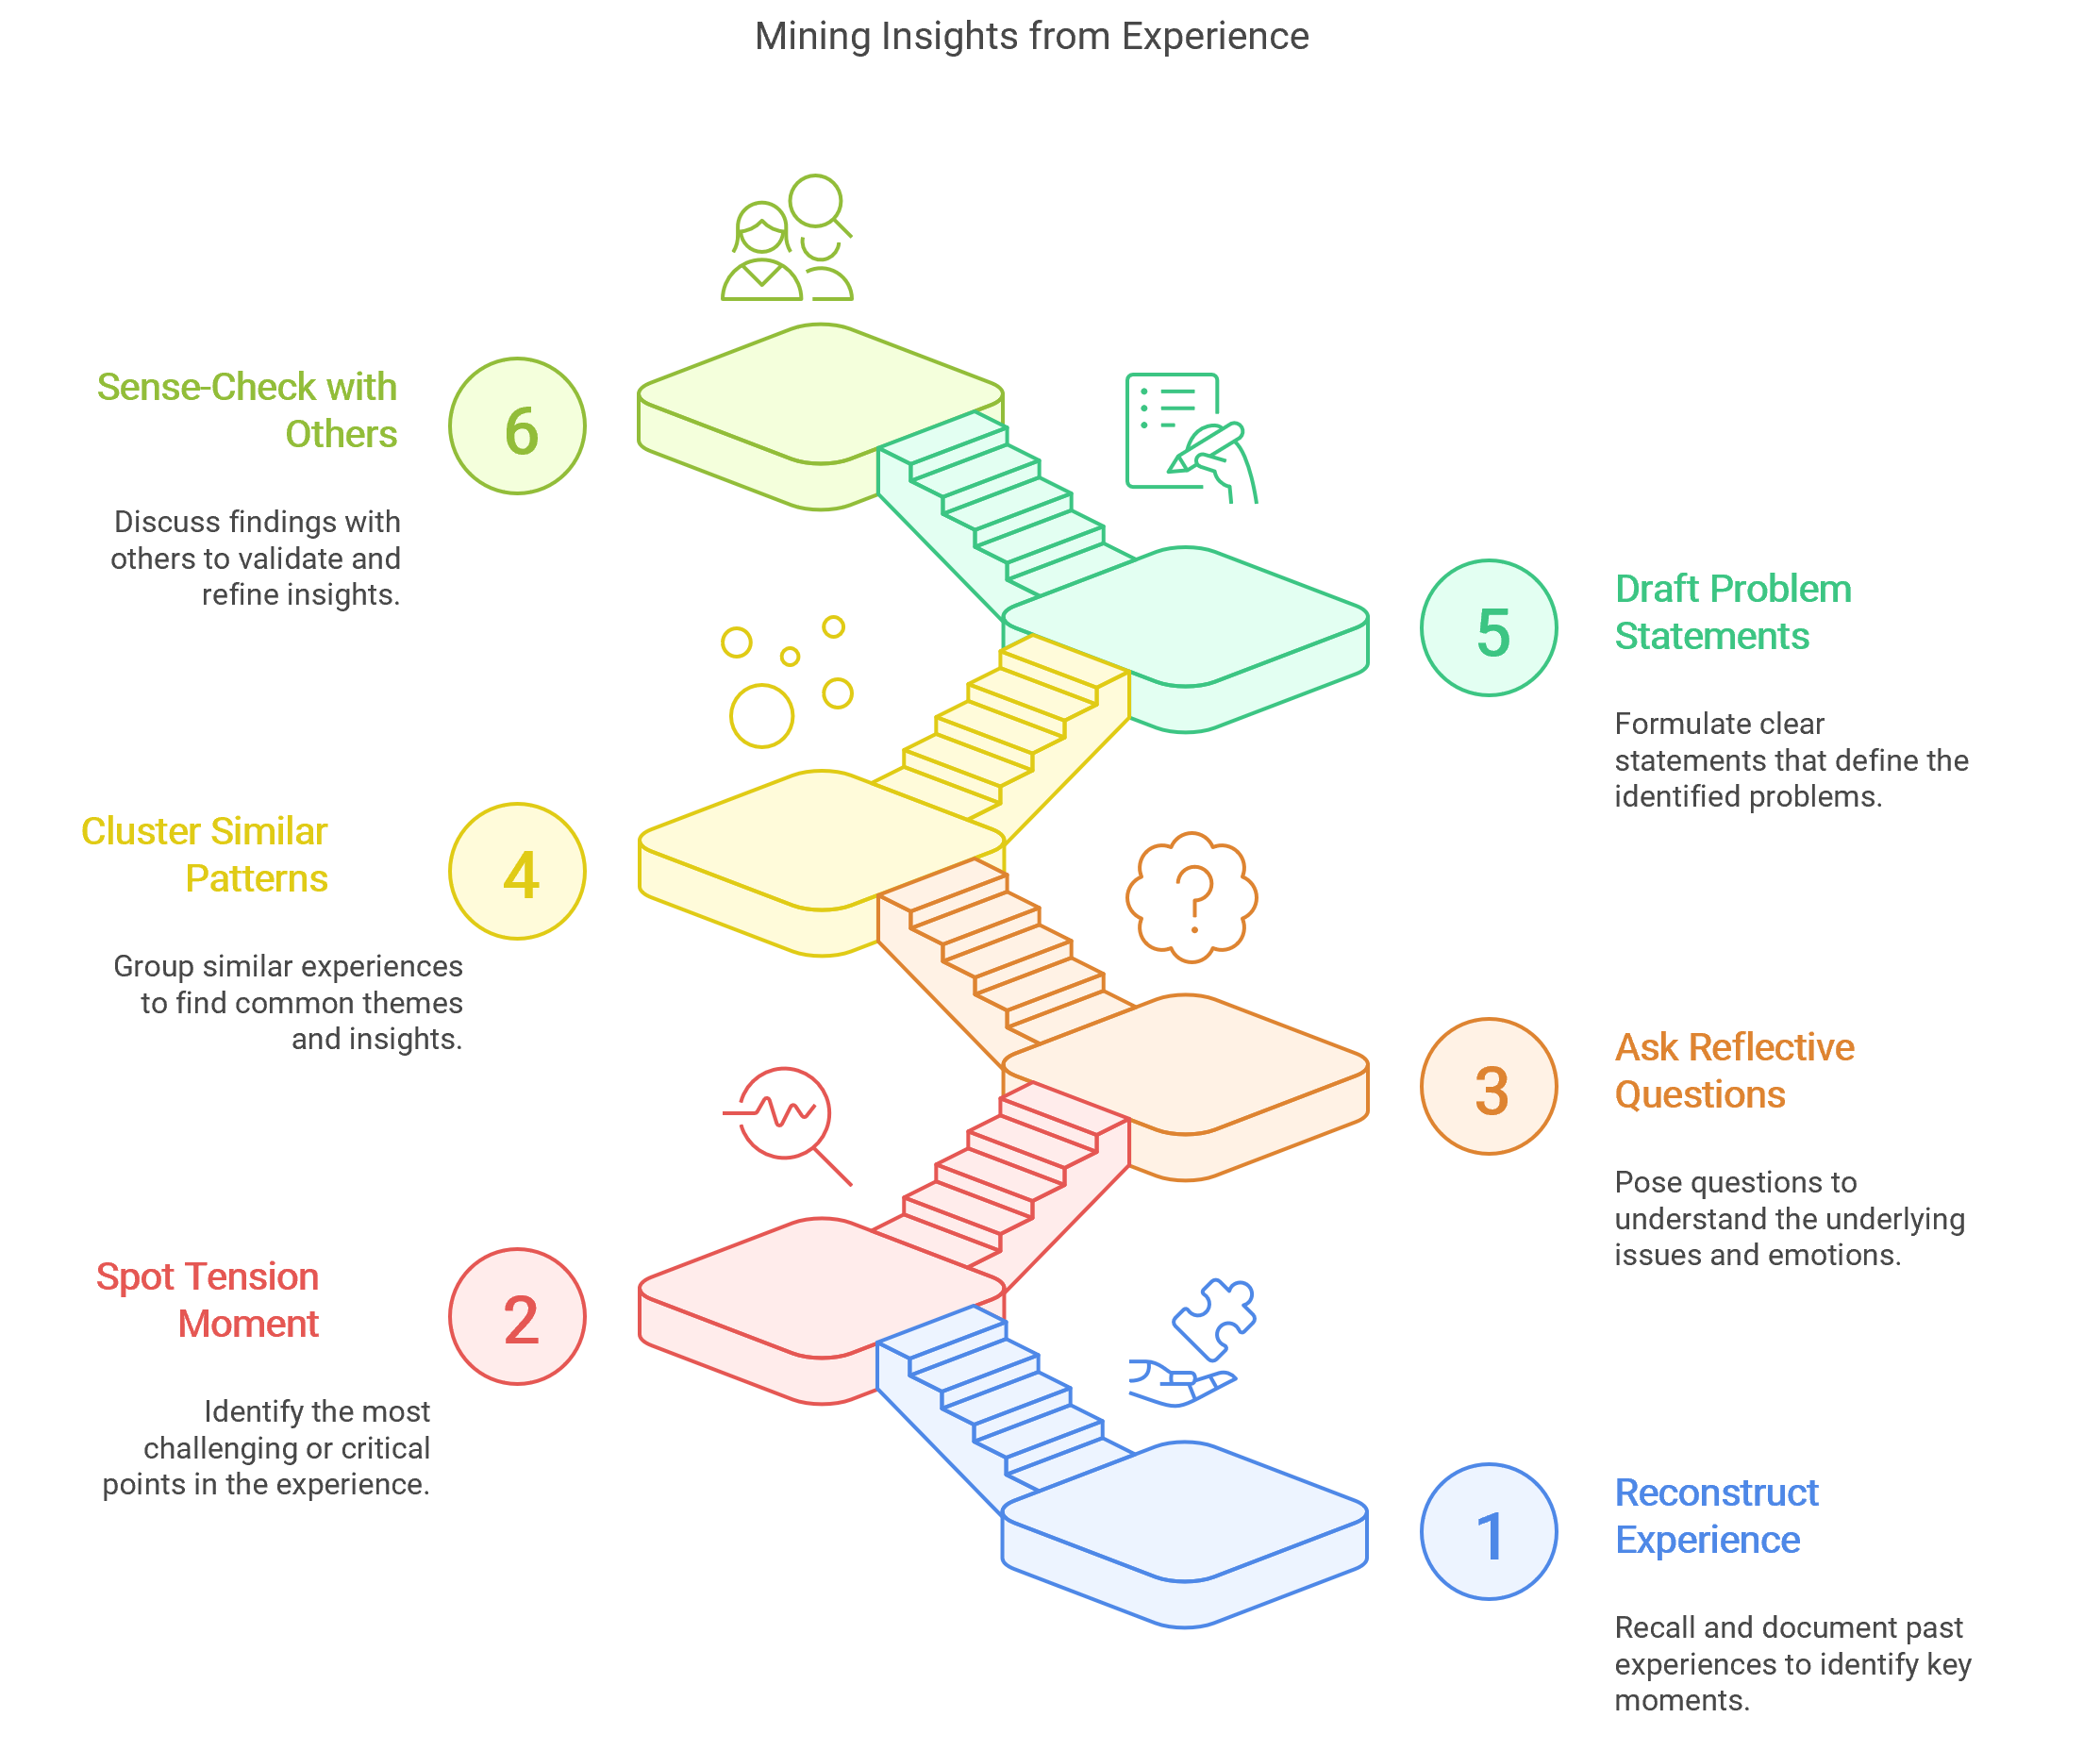 Mining Insights from Experience
Sense-Check with
Others
6
Discuss findings with
others to validate and
refine insights.
5
Draft Problem
Statements
Formulate clear
statements that define the
identified problems.
Cluster Similar
Patterns
4
Group similar experiences
to find common themes
and insights.
?
3
Ask Reflective
Questions
Pose questions to
understand the underlying
issues and emotions.
Spot Tension
Moment
2
Identify the most
challenging or critical
points in the experience.
1
Reconstruct
Experience
Recall and document past
experiences to identify key
moments.